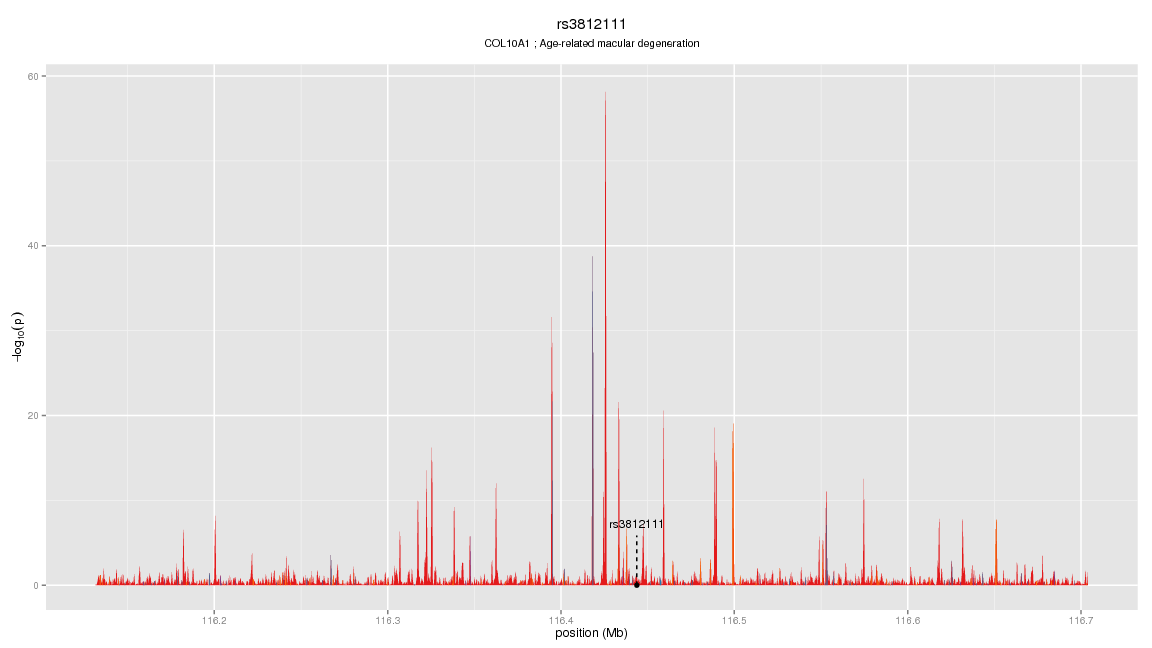 rs3812111
COL10A1 ; Age-related macular degeneration
60
40
20
0
−log10(p)
rs3812111
116.2 116.3 116.4 116.5 116.6 116.7
position (Mb)